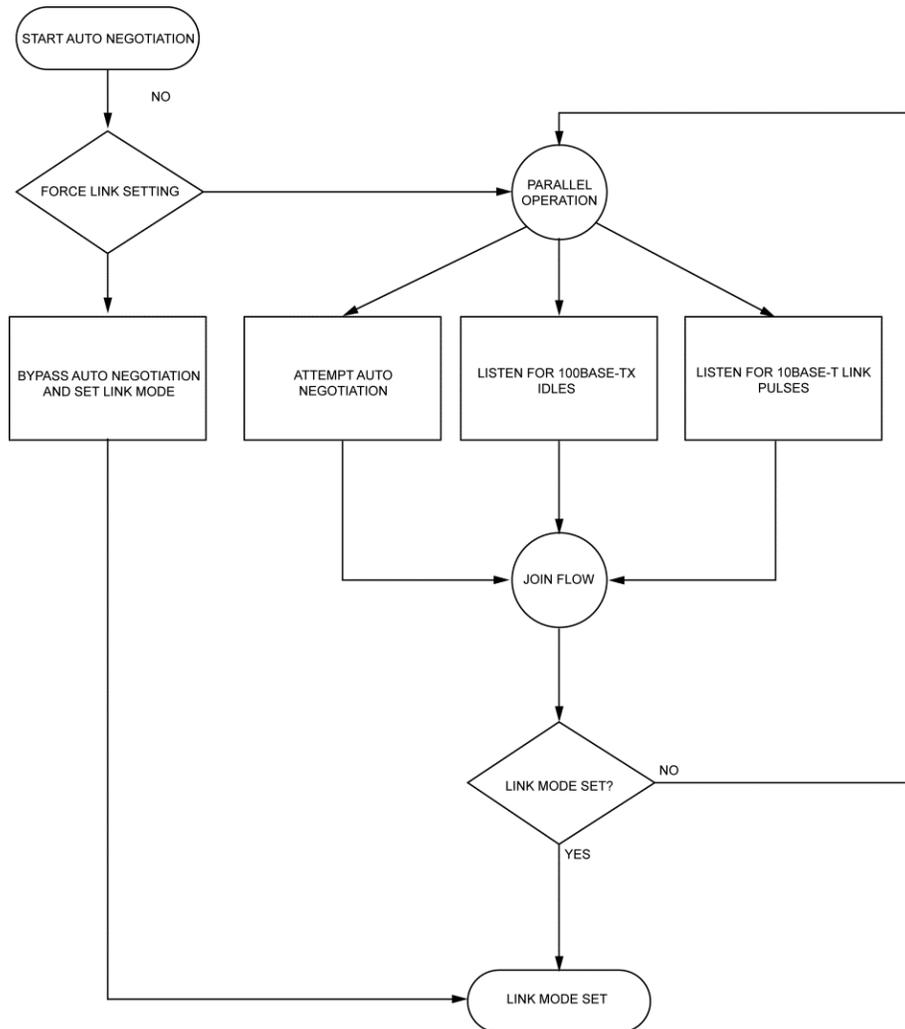 START AUTO NEGOTIATION
NO
FORCE LINK SETTING
PARALLEL
OPERATION
BYPASS AUTO NEGOTIATION
AND SET LINK MODE
ATTEMPT AUTO
NEGOTIATION
LISTEN FOR 100BASE-TX
IDLES
LISTEN FOR 10BASE-T LINK
PULSES
JOIN FLOW
LINK MODE SET?
NO
YES
LINK MODE SET